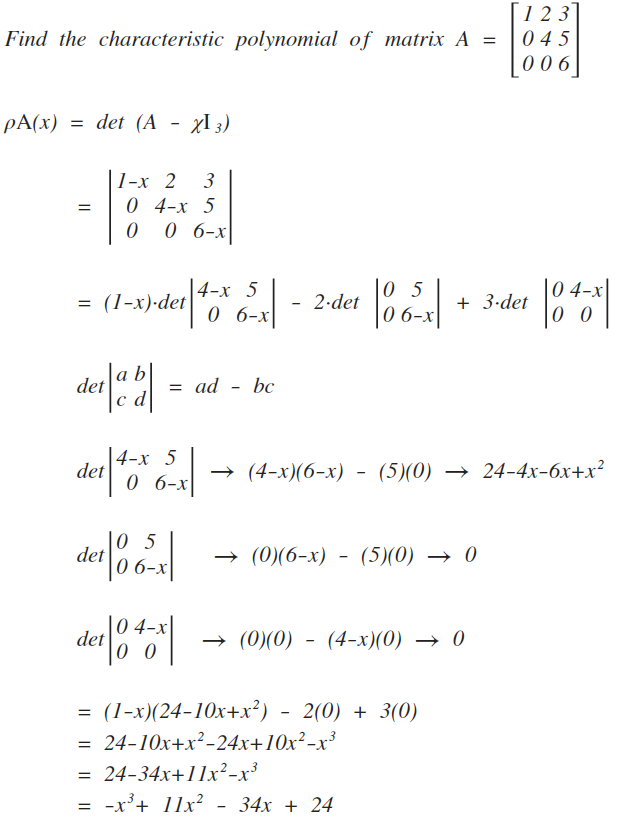 Find the characteristic polynomial of matrix A = [1 2 3
0 4 5
0 0 6]
ρA(x) = det (A - χI₃)
= |1-x 2 3
0 4-x 5
0 0 6-x|
= (1-x)·det |4-x 5
0 6-x| - 2·det |0 5
0 6-x| + 3·det |0 4-x
0 0|
det |a b
c d| = ad - bc
det |4-x 5
0 6-x| → (4-x)(6-x) - (5)(0) → 24-4x-6x+x²
det |0 5
0 6-x| → (0)(6-x) - (5)(0) → 0
det |0 4-x
0 0| → (0)(0) - (4-x)(0) → 0
= (1-x)(24-10x+x²) - 2(0) + 3(0)
= 24-10x+x²-24x+10x²-x³
= 24-34x+11x²-x³
= -x³+ 11x² - 34x + 24